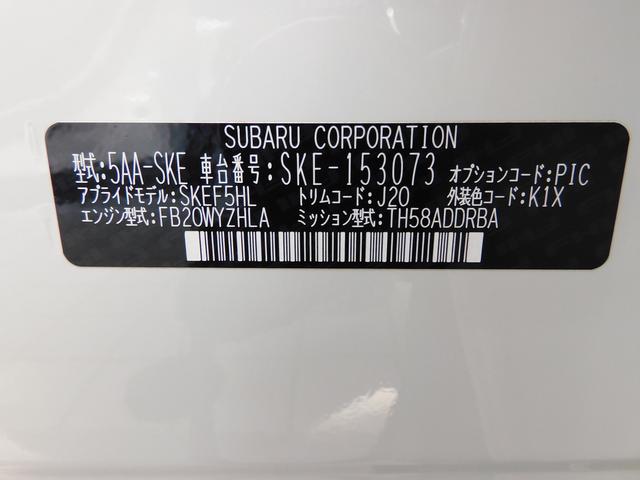 SUBARU CORPORATION
型式:5AA-SKE 車台番号:SKE-153073 オプションコード:PIC
アプライドモデル:SKEF5HL トリムコード:J20 外装色コード:K1X
エンジン型式:FB20WYZHLA ミッション型式:TH58ADDRBA